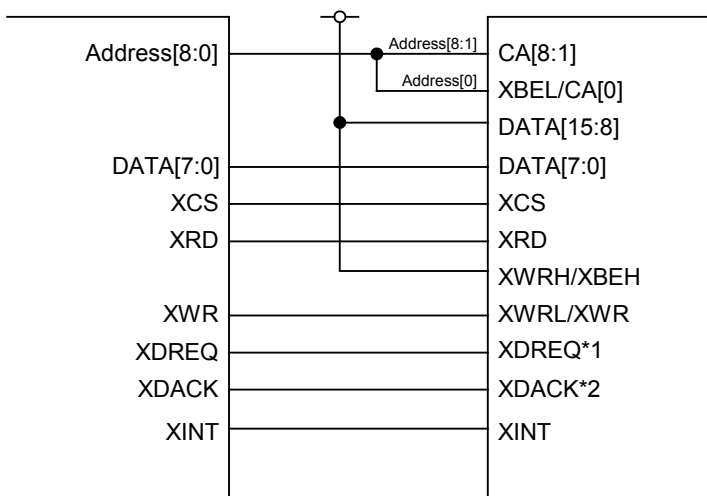 Address[8:0] Address[8:1] CA[8:1]
Address[0] XBEL/CA[0]
DATA[15:8]
DATA[7:0] DATA[7:0]
XCS XCS
XRD XRD
XWRH/XBEH
XWR XWRL/XWR
XDREQ XDREQ*1
XDACK XDACK*2
XINT XINT